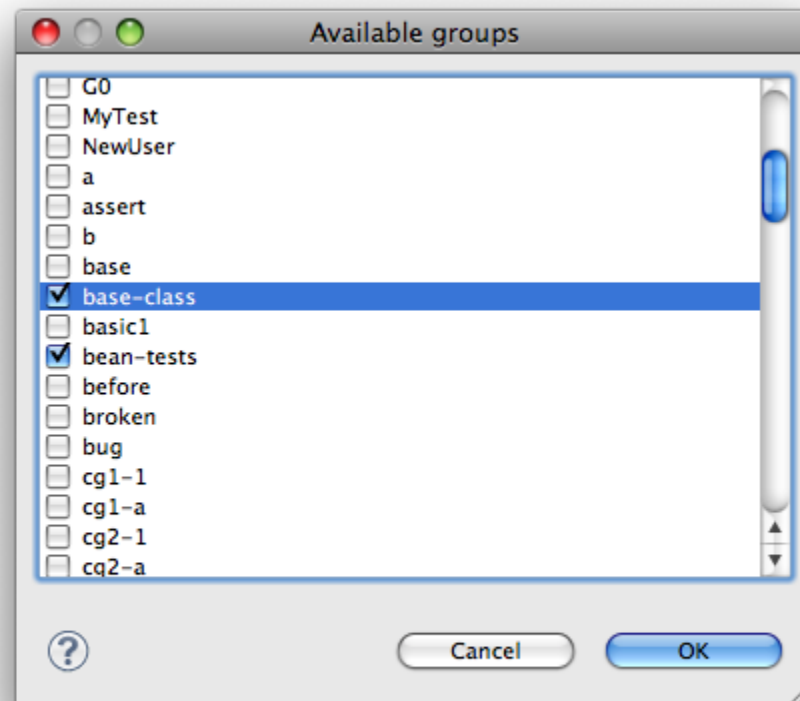 Available groups
G0
MyTest
NewUser
a
assert
b
base
base-class
basic1
bean-tests
before
broken
bug
cg1-1
cg1-a
cg2-1
cg2-a
?
Cancel
OK